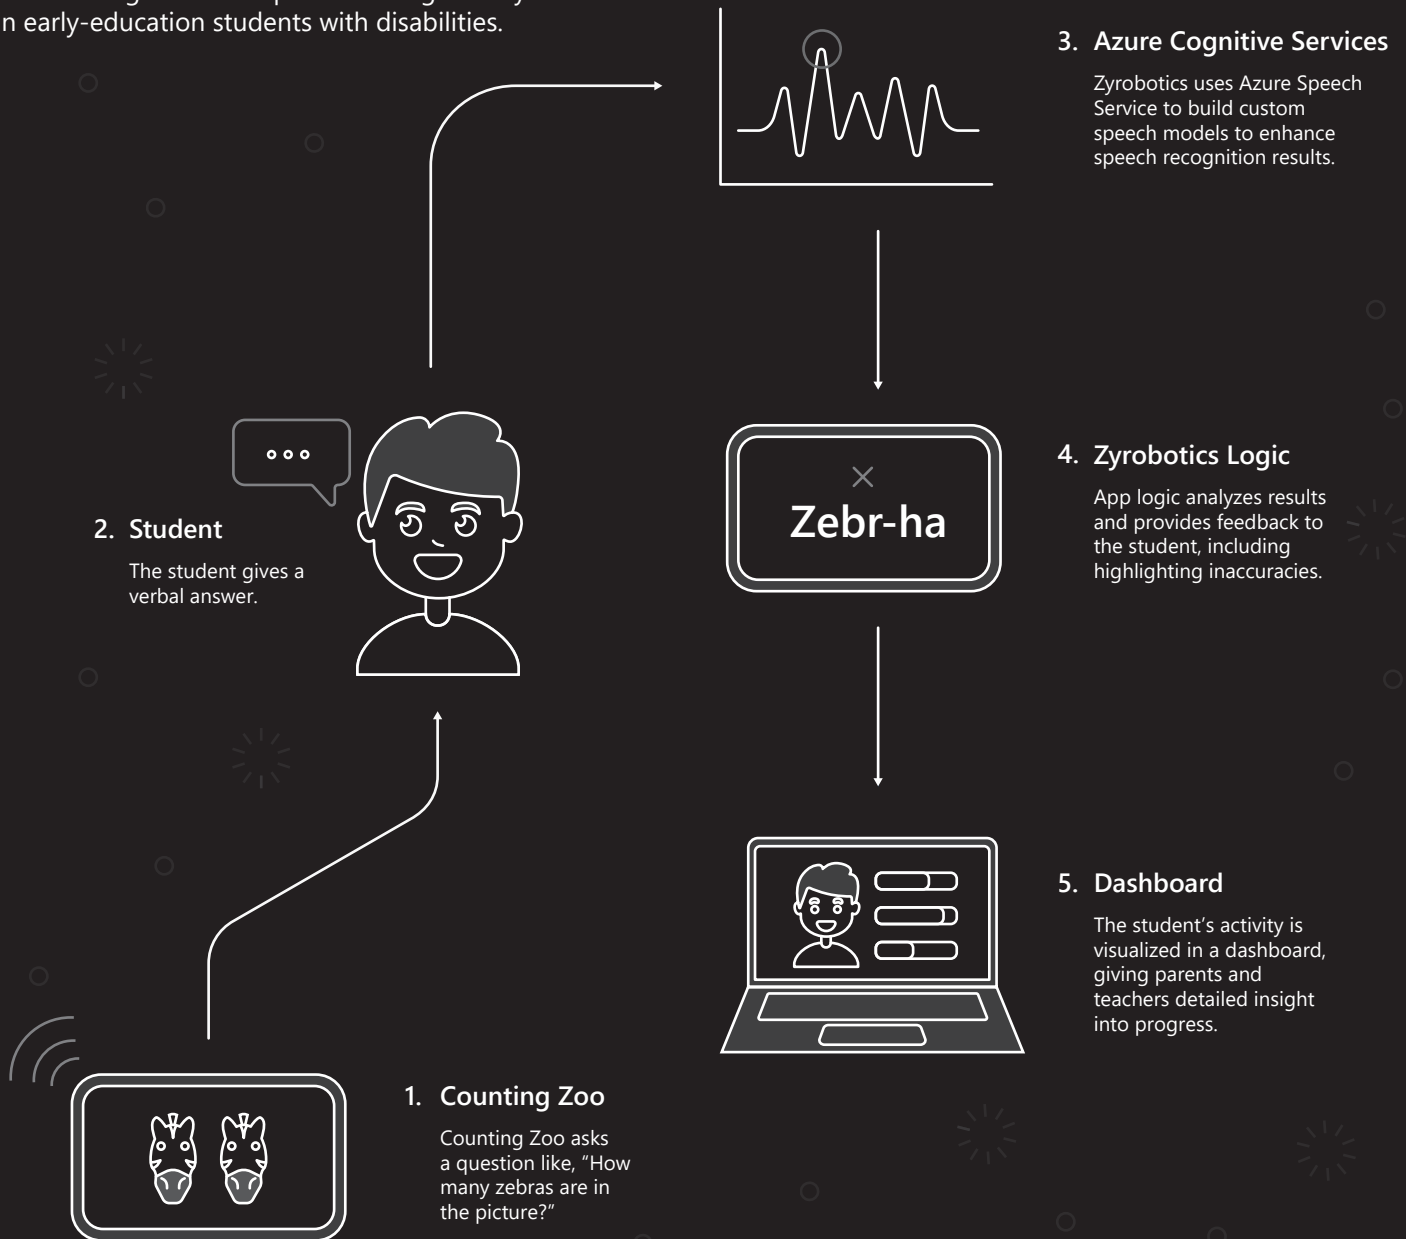 in early-education students with disabilities.
3. Azure Cognitive Services
Zyrobotics uses Azure Speech
Service to build custom
speech models to enhance
speech recognition results.
2. Student
The student gives a
verbal answer.
Zebr-ha
4. Zyrobotics Logic
App logic analyzes results
and provides feedback to
the student, including
highlighting inaccuracies.
5. Dashboard
The student’s activity is
visualized in a dashboard,
giving parents and
teachers detailed insight
into progress.
1. Counting Zoo
Counting Zoo asks
a question like, “How
many zebras are in
the picture?”